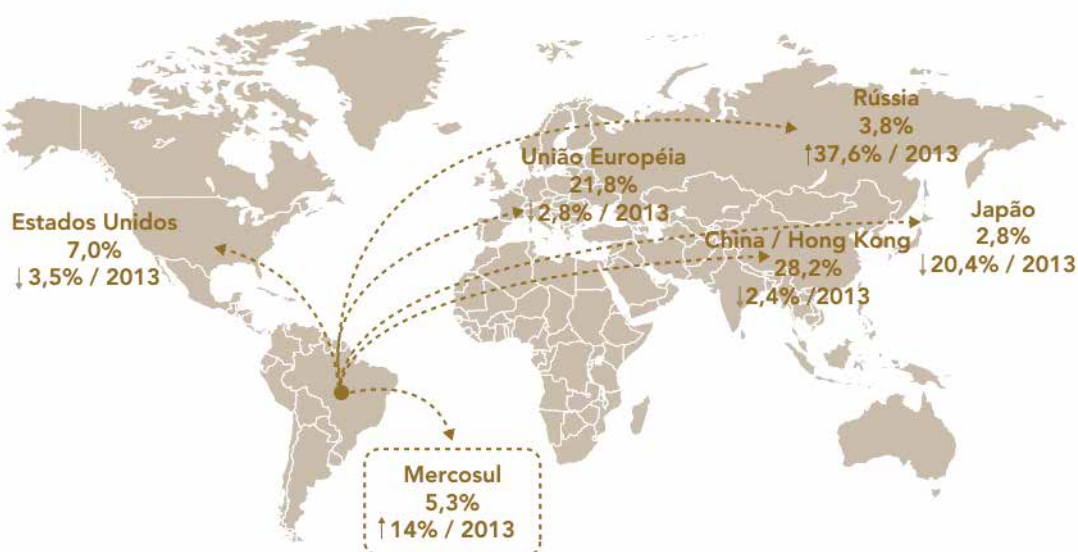 Rússia
3,8%
↑37,6% / 2013
União Européia
21,8%
↓2,8% / 2013
Estados Unidos
7,0%
↓3,5% / 2013
Japão
2,8%
↓20,4% / 2013
China / Hong Kong
28,2%
↓2,4% /2013
Mercosul
5,3%
↑14% / 2013